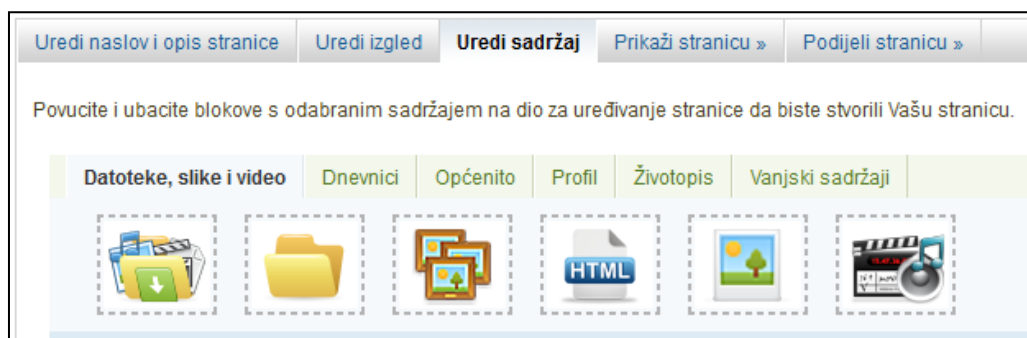 Uredi naslov i opis stranice Uredi izgled Uredi sadržaj Prikaži stranicu » Podijeli stranicu »
Povucite i ubacite blokove s odabranim sadržajem na dio za uređivanje stranice da biste stvorili Vašu stranicu.
Datoteke, slike i video Dnevnici Općenito Profil Životopis Vanjski sadržaji
HTML